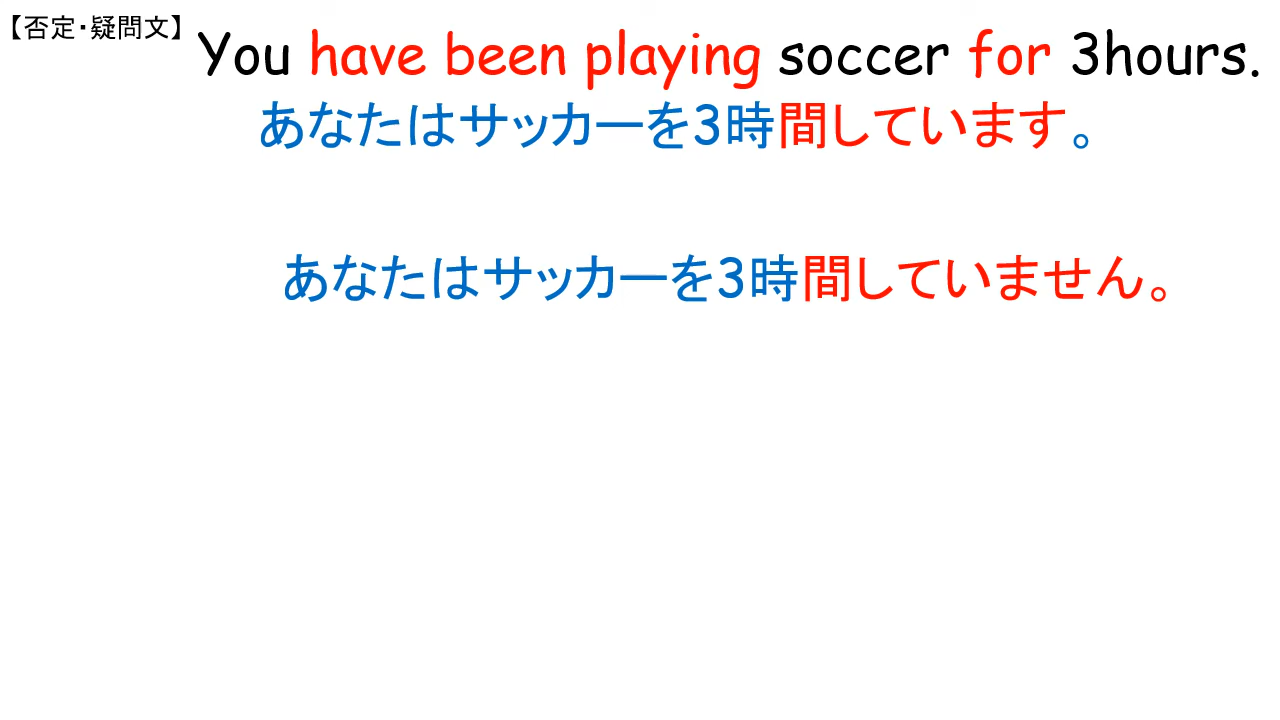 【否定・疑問文】
You have been playing soccer for 3hours.
あなたはサッカーを3時間しています。
あなたはサッカーを3時間していません。